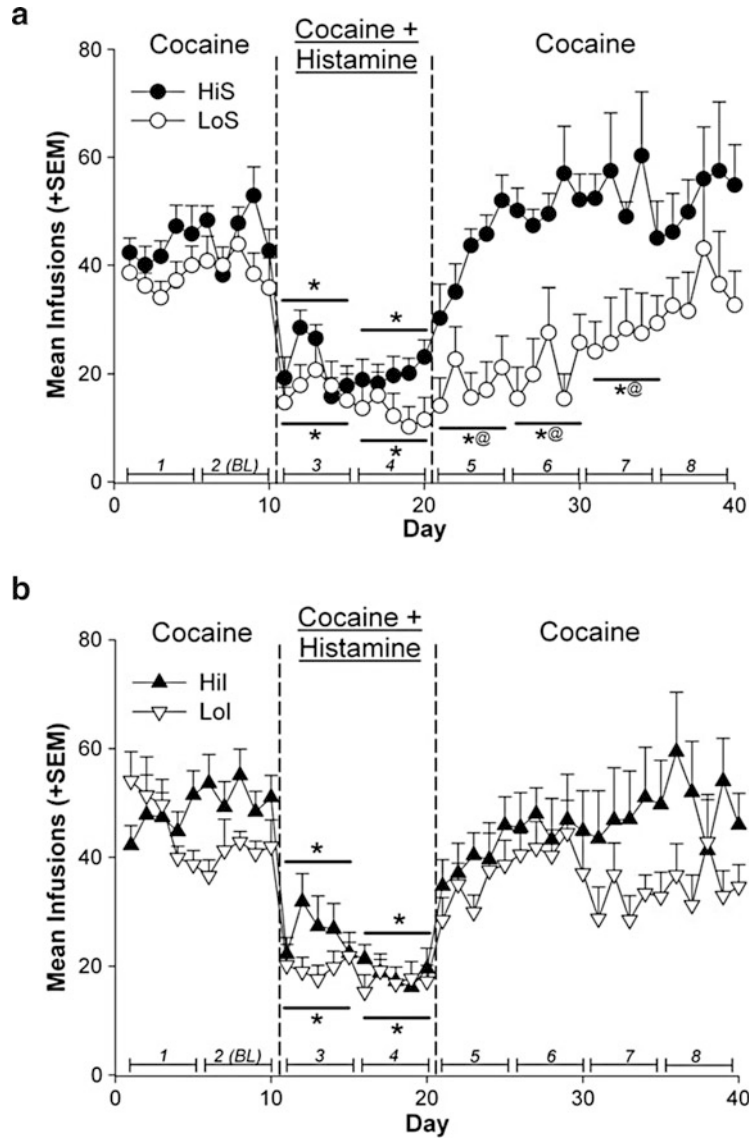 a
80
60
40
20
0
Mean Infusions (+SEM)
Cocaine
Cocaine +
Histamine
Cocaine
HiS
LoS
* *
* *
*@ *@ *@
1 2 (BL) 3 4 5 6 7 8
0 10 20 30 40
Day
b
80
60
40
20
0
Mean Infusions (+SEM)
Cocaine
Cocaine +
Histamine
Cocaine
HiI
LoI
* *
* *
1 2 (BL) 3 4 5 6 7 8
0 10 20 30 40
Day